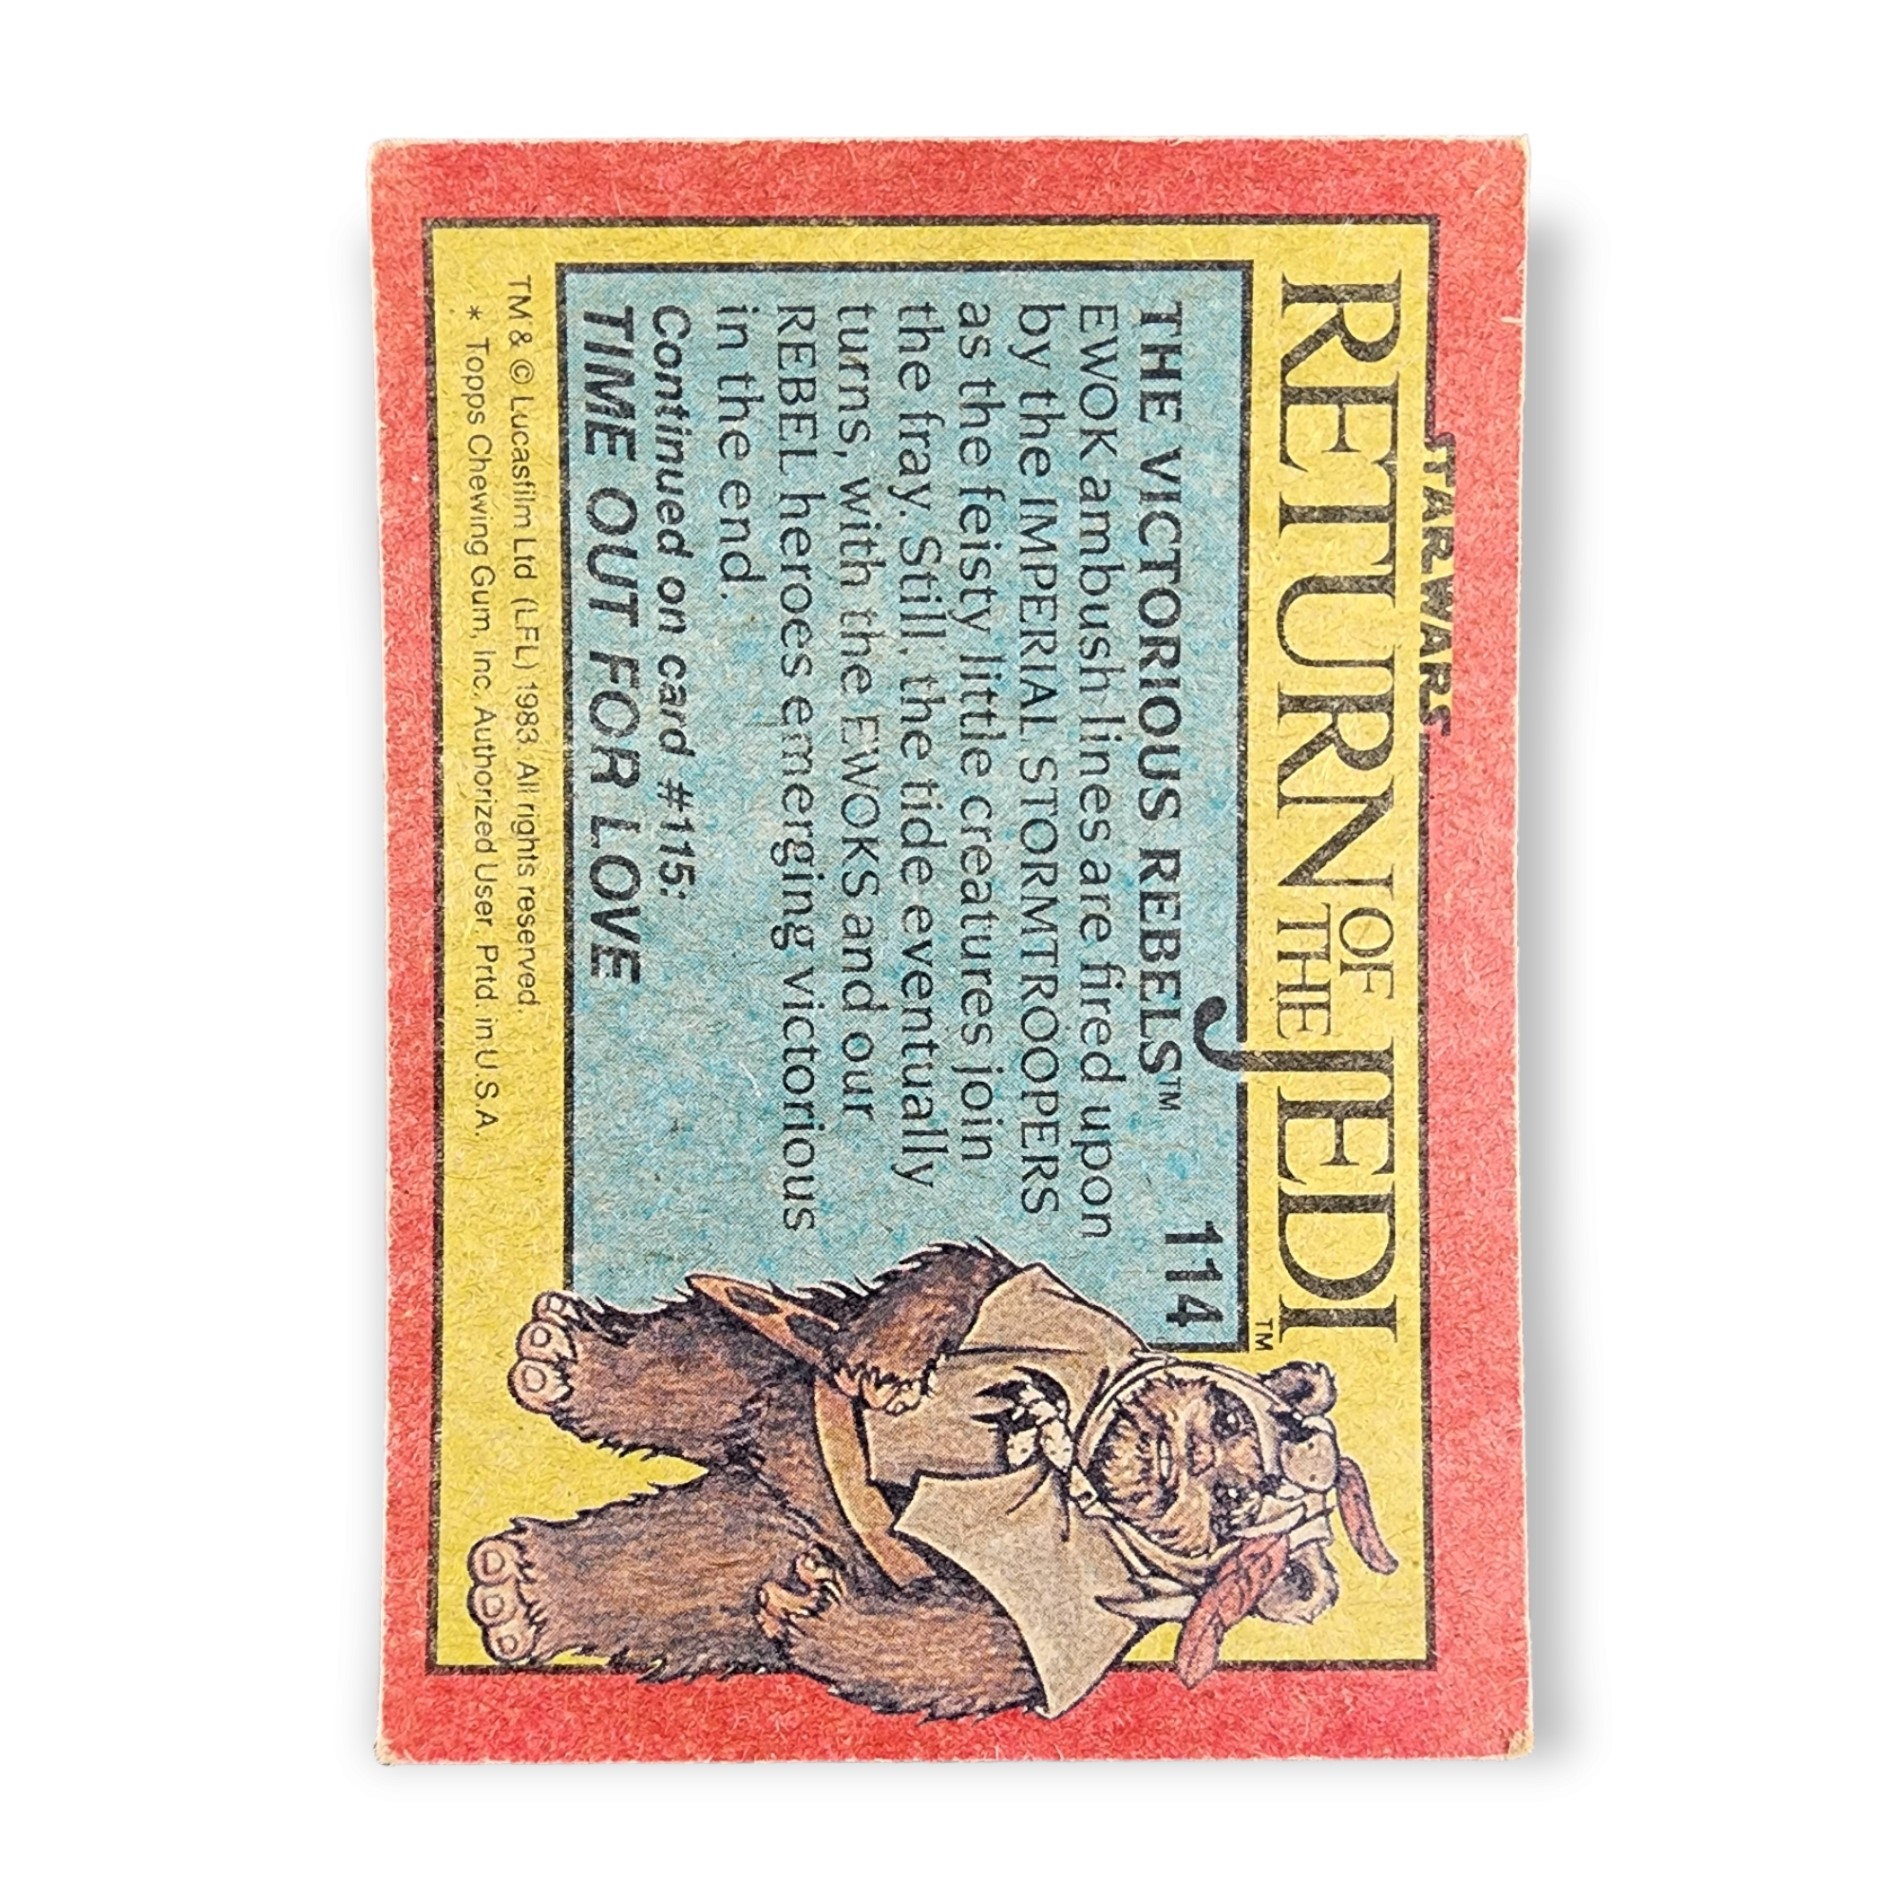 STAR WARS
RETURN OF THE JEDI™
THE VICTORIOUS REBELS™ 114
EWOK ambush lines are fired upon
by the IMPERIAL STORMTROOPERS
as the feisty little creatures join
the fray. Still, the tide eventually
turns, with the EWOKS and our
REBEL heroes emerging victorious
in the end.
Continued on card #115:
TIME OUT FOR LOVE
TM & © Lucasfilm Ltd (LFL) 1983 All rights reserved.
* Topps Chewing Gum, Inc. Authorized User. Prtd. in U.S.A.